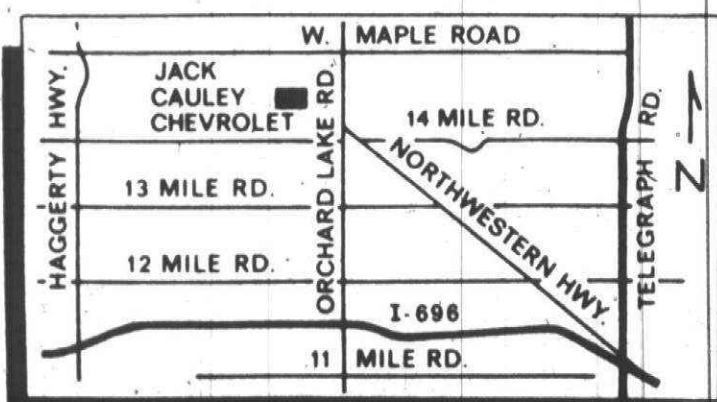 W. MAPLE ROAD
HAGGERTY HWY.
JACK
CAULEY
CHEVROLET
ORCHARD LAKE RD.
14 MILE RD.
TELEGRAPH RD.
N
NORTHWESTERN HWY.
13 MILE RD.
12 MILE RD.
I-696
11 MILE RD.